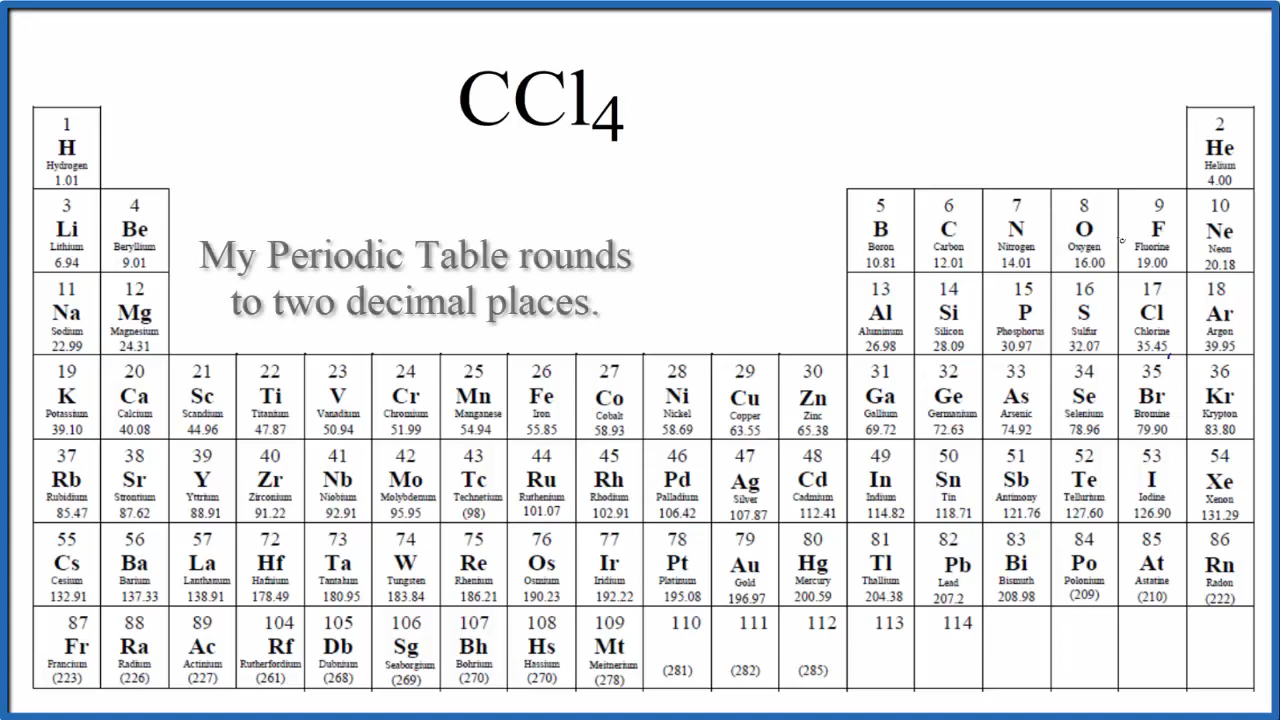 CCl4
1 2
H He
Hydrogen Helium
1.01 4.00
3 4 5 6 7 8 9 10
Li Be B C N O F Ne
Lithium Beryllium Boron Carbon Nitrogen Oxygen Fluorine Neon
6.94 9.01 10.81 12.01 14.01 16.00 19.00 20.18
My Periodic Table rounds
to two decimal places.
11 12 13 14 15 16 17 18
Na Mg Al Si P S Cl Ar
Sodium Magnesium Aluminum Silicon Phosphorus Sulfur Chlorine Argon
22.99 24.31 26.98 28.09 30.97 32.07 35.45 39.95
19 20 21 22 23 24 25 26 27 28 29 30 31 32 33 34 35 36
K Ca Sc Ti V Cr Mn Fe Co Ni Cu Zn Ga Ge As Se Br Kr
Potassium Calcium Scandium Titanium Vanadium Chromium Manganese Iron Cobalt Nickel Copper Zinc Gallium Germanium Arsenic Selenium Bromine Krypton
39.10 40.08 44.96 47.87 50.94 51.99 54.94 55.85 58.93 58.69 63.55 65.38 69.72 72.63 74.92 78.96 79.90 83.80
37 38 39 40 41 42 43 44 45 46 47 48 49 50 51 52 53 54
Rb Sr Y Zr Nb Mo Tc Ru Rh Pd Ag Cd In Sn Sb Te I Xe
Rubidium Strontium Yttrium Zirconium Niobium Molybdenum Technetium Ruthenium Rhodium Palladium Silver Cadmium Indium Tin Antimony Tellurium Iodine Xenon
85.47 87.62 88.91 91.22 92.91 95.95 (98) 101.07 102.91 106.42 107.87 112.41 114.82 118.71 121.76 127.60 126.90 131.29
55 56 57 72 73 74 75 76 77 78 79 80 81 82 83 84 85 86
Cs Ba La Hf Ta W Re Os Ir Pt Au Hg Tl Pb Bi Po At Rn
Cesium Barium Lanthanum Hafnium Tantalum Tungsten Rhenium Osmium Iridium Platinum Gold Mercury Thallium Lead Bismuth Polonium Astatine Radon
132.91 137.33 138.91 178.49 180.95 183.84 186.21 190.23 192.22 195.08 196.97 200.59 204.38 207.2 208.98 (209) (210) (222)
87 88 89 104 105 106 107 108 109 110 111 112 113 114
Fr Ra Ac Rf Db Sg Bh Hs Mt
Francium Radium Actinium Rutherfordium Dubnium Seaborgium Bohrium Hassium Meitnerium
(223) (226) (227) (261) (268) (269) (270) (270) (278) (281) (282) (285)